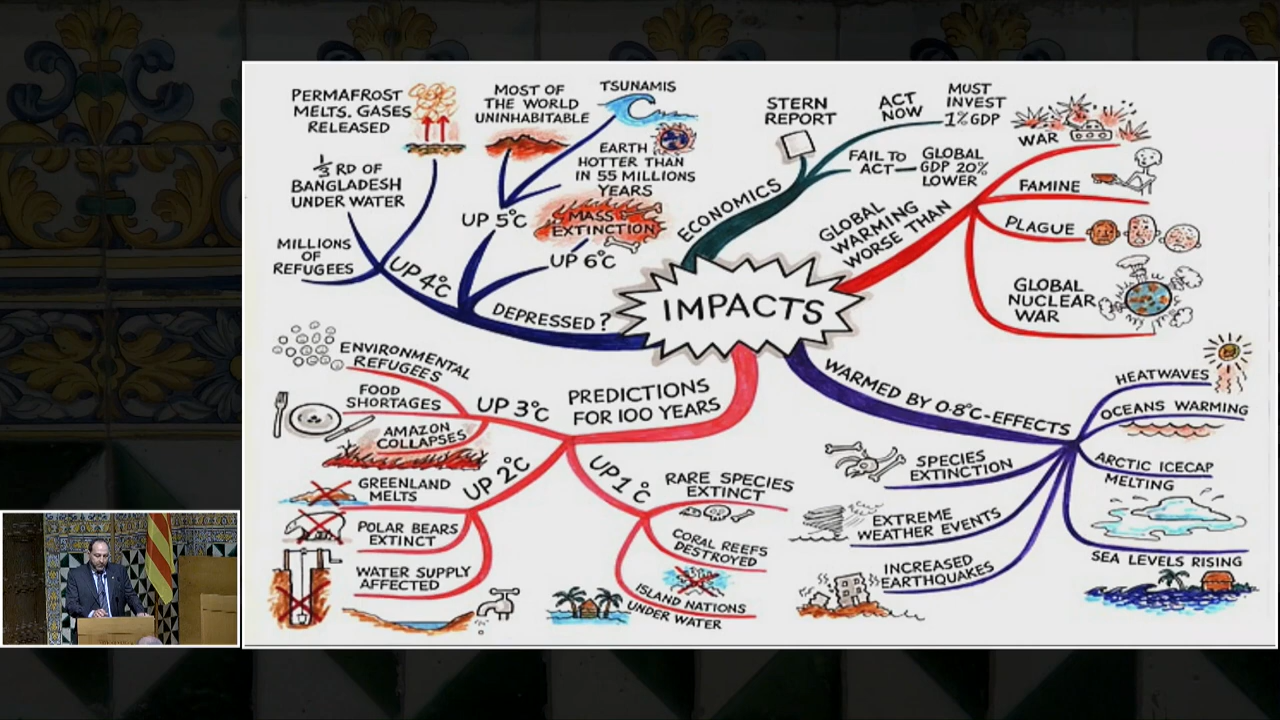 PERMAFROST
MELTS. GASES
RELEASED
1/3 RD OF
BANGLADESH
UNDER WATER
MILLIONS
OF
REFUGEES
UP 4°C
MOST OF
THE WORLD
UNINHABITABLE
TSUNAMIS
EARTH
HOTTER THAN
IN 55 MILLIONS
YEARS
UP 5°C
MASS
EXTINCTION
UP 6°C
DEPRESSED?
STERN
REPORT
ACT
NOW
MUST
INVEST
1% GDP
FAIL TO
ACT
GLOBAL
GDP 20%
LOWER
ECONOMICS
GLOBAL
WARMING
WORSE THAN
WAR
FAMINE
PLAGUE
GLOBAL
NUCLEAR
WAR
IMPACTS
ENVIRONMENTAL
REFUGEES
FOOD
SHORTAGES
AMAZON
COLLAPSES
UP 3°C
PREDICTIONS
FOR 100 YEARS
GREENLAND
MELTS
POLAR BEARS
EXTINCT
WATER SUPPLY
AFFECTED
UP 2°C
UP 1°C
RARE SPECIES
EXTINCT
CORAL REEFS
DESTROYED
ISLAND NATIONS
UNDER WATER
WARMED BY 0·8°C-EFFECTS
HEATWAVES
OCEANS WARMING
ARCTIC ICECAP
MELTING
SEA LEVELS RISING
SPECIES
EXTINCTION
EXTREME
WEATHER EVENTS
INCREASED
EARTHQUAKES